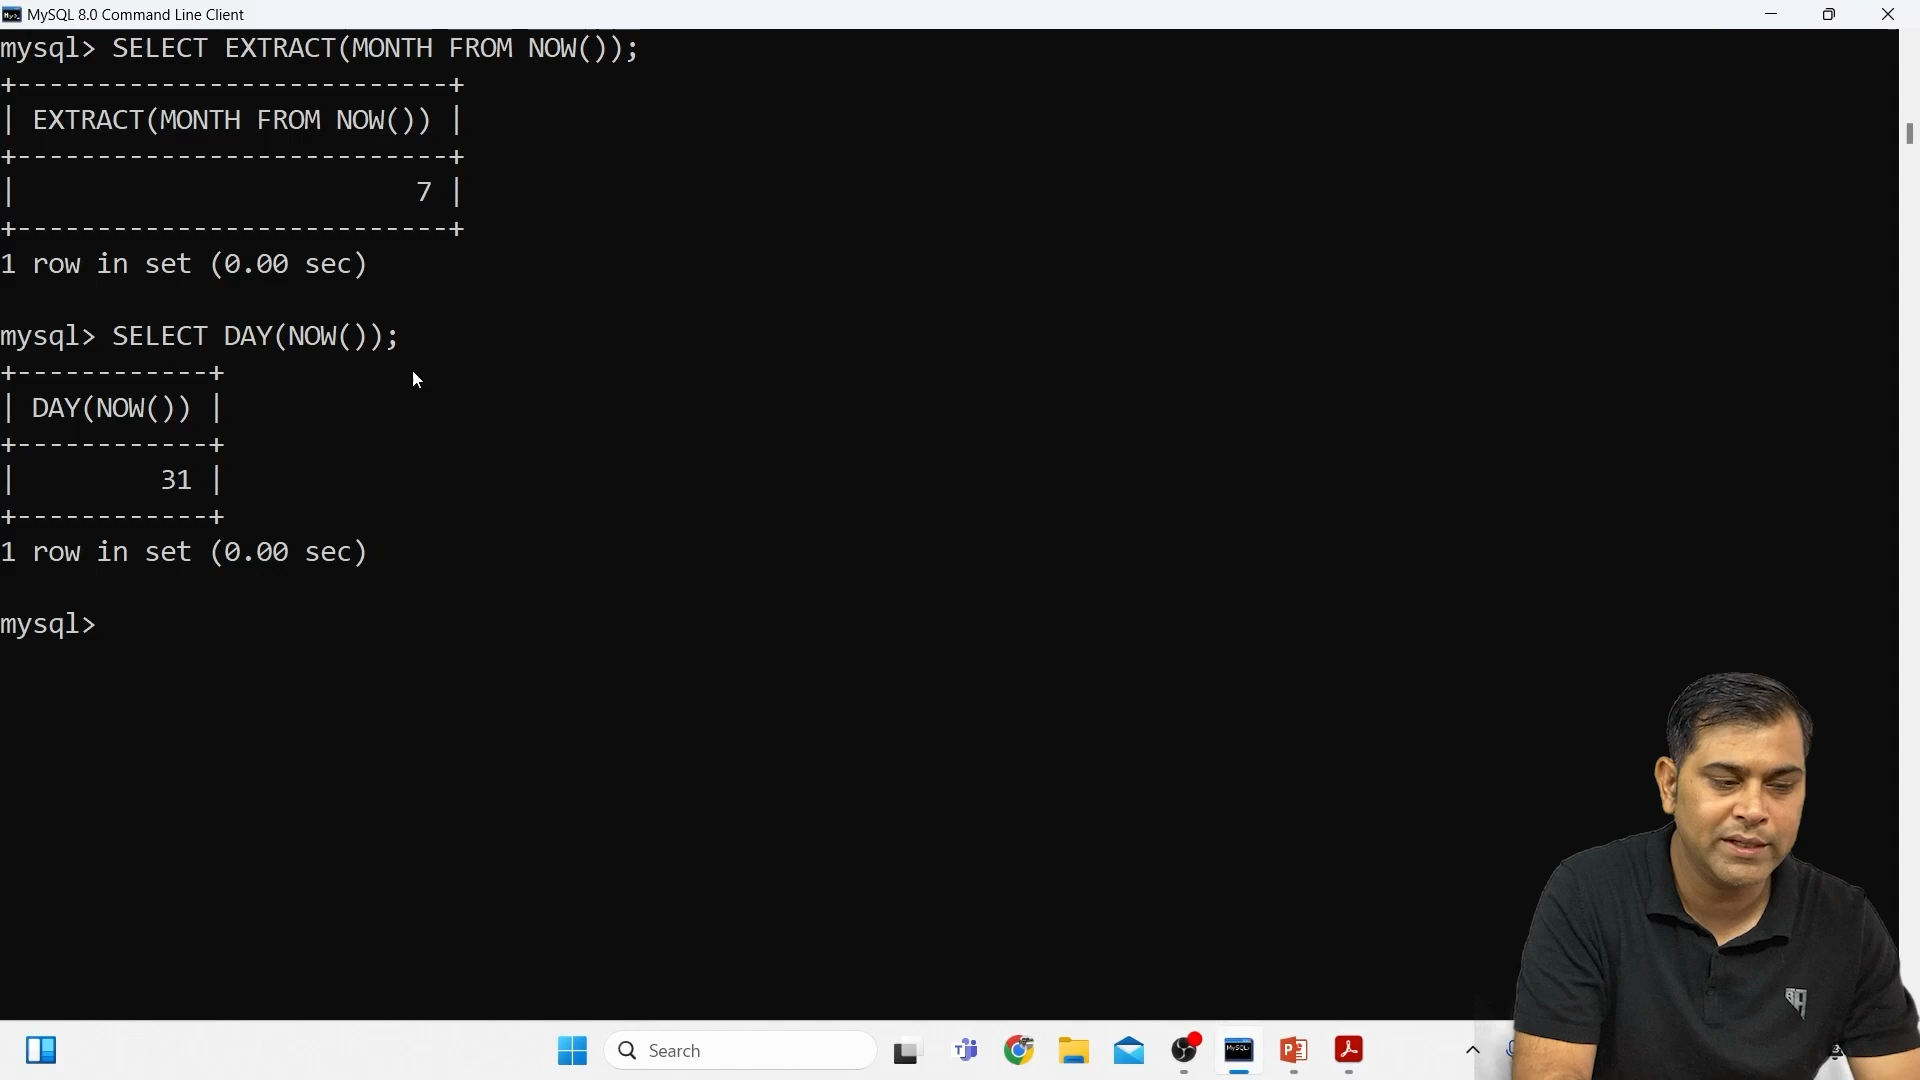 MySQL 8.0 Command Line Client
mysql> SELECT EXTRACT(MONTH FROM NOW());
+---------------------------+
| EXTRACT(MONTH FROM NOW()) |
+---------------------------+
|                         7 |
+---------------------------+
1 row in set (0.00 sec)
mysql> SELECT DAY(NOW());
+------------+
| DAY(NOW()) |
+------------+
|         31 |
+------------+
1 row in set (0.00 sec)
mysql>
Search